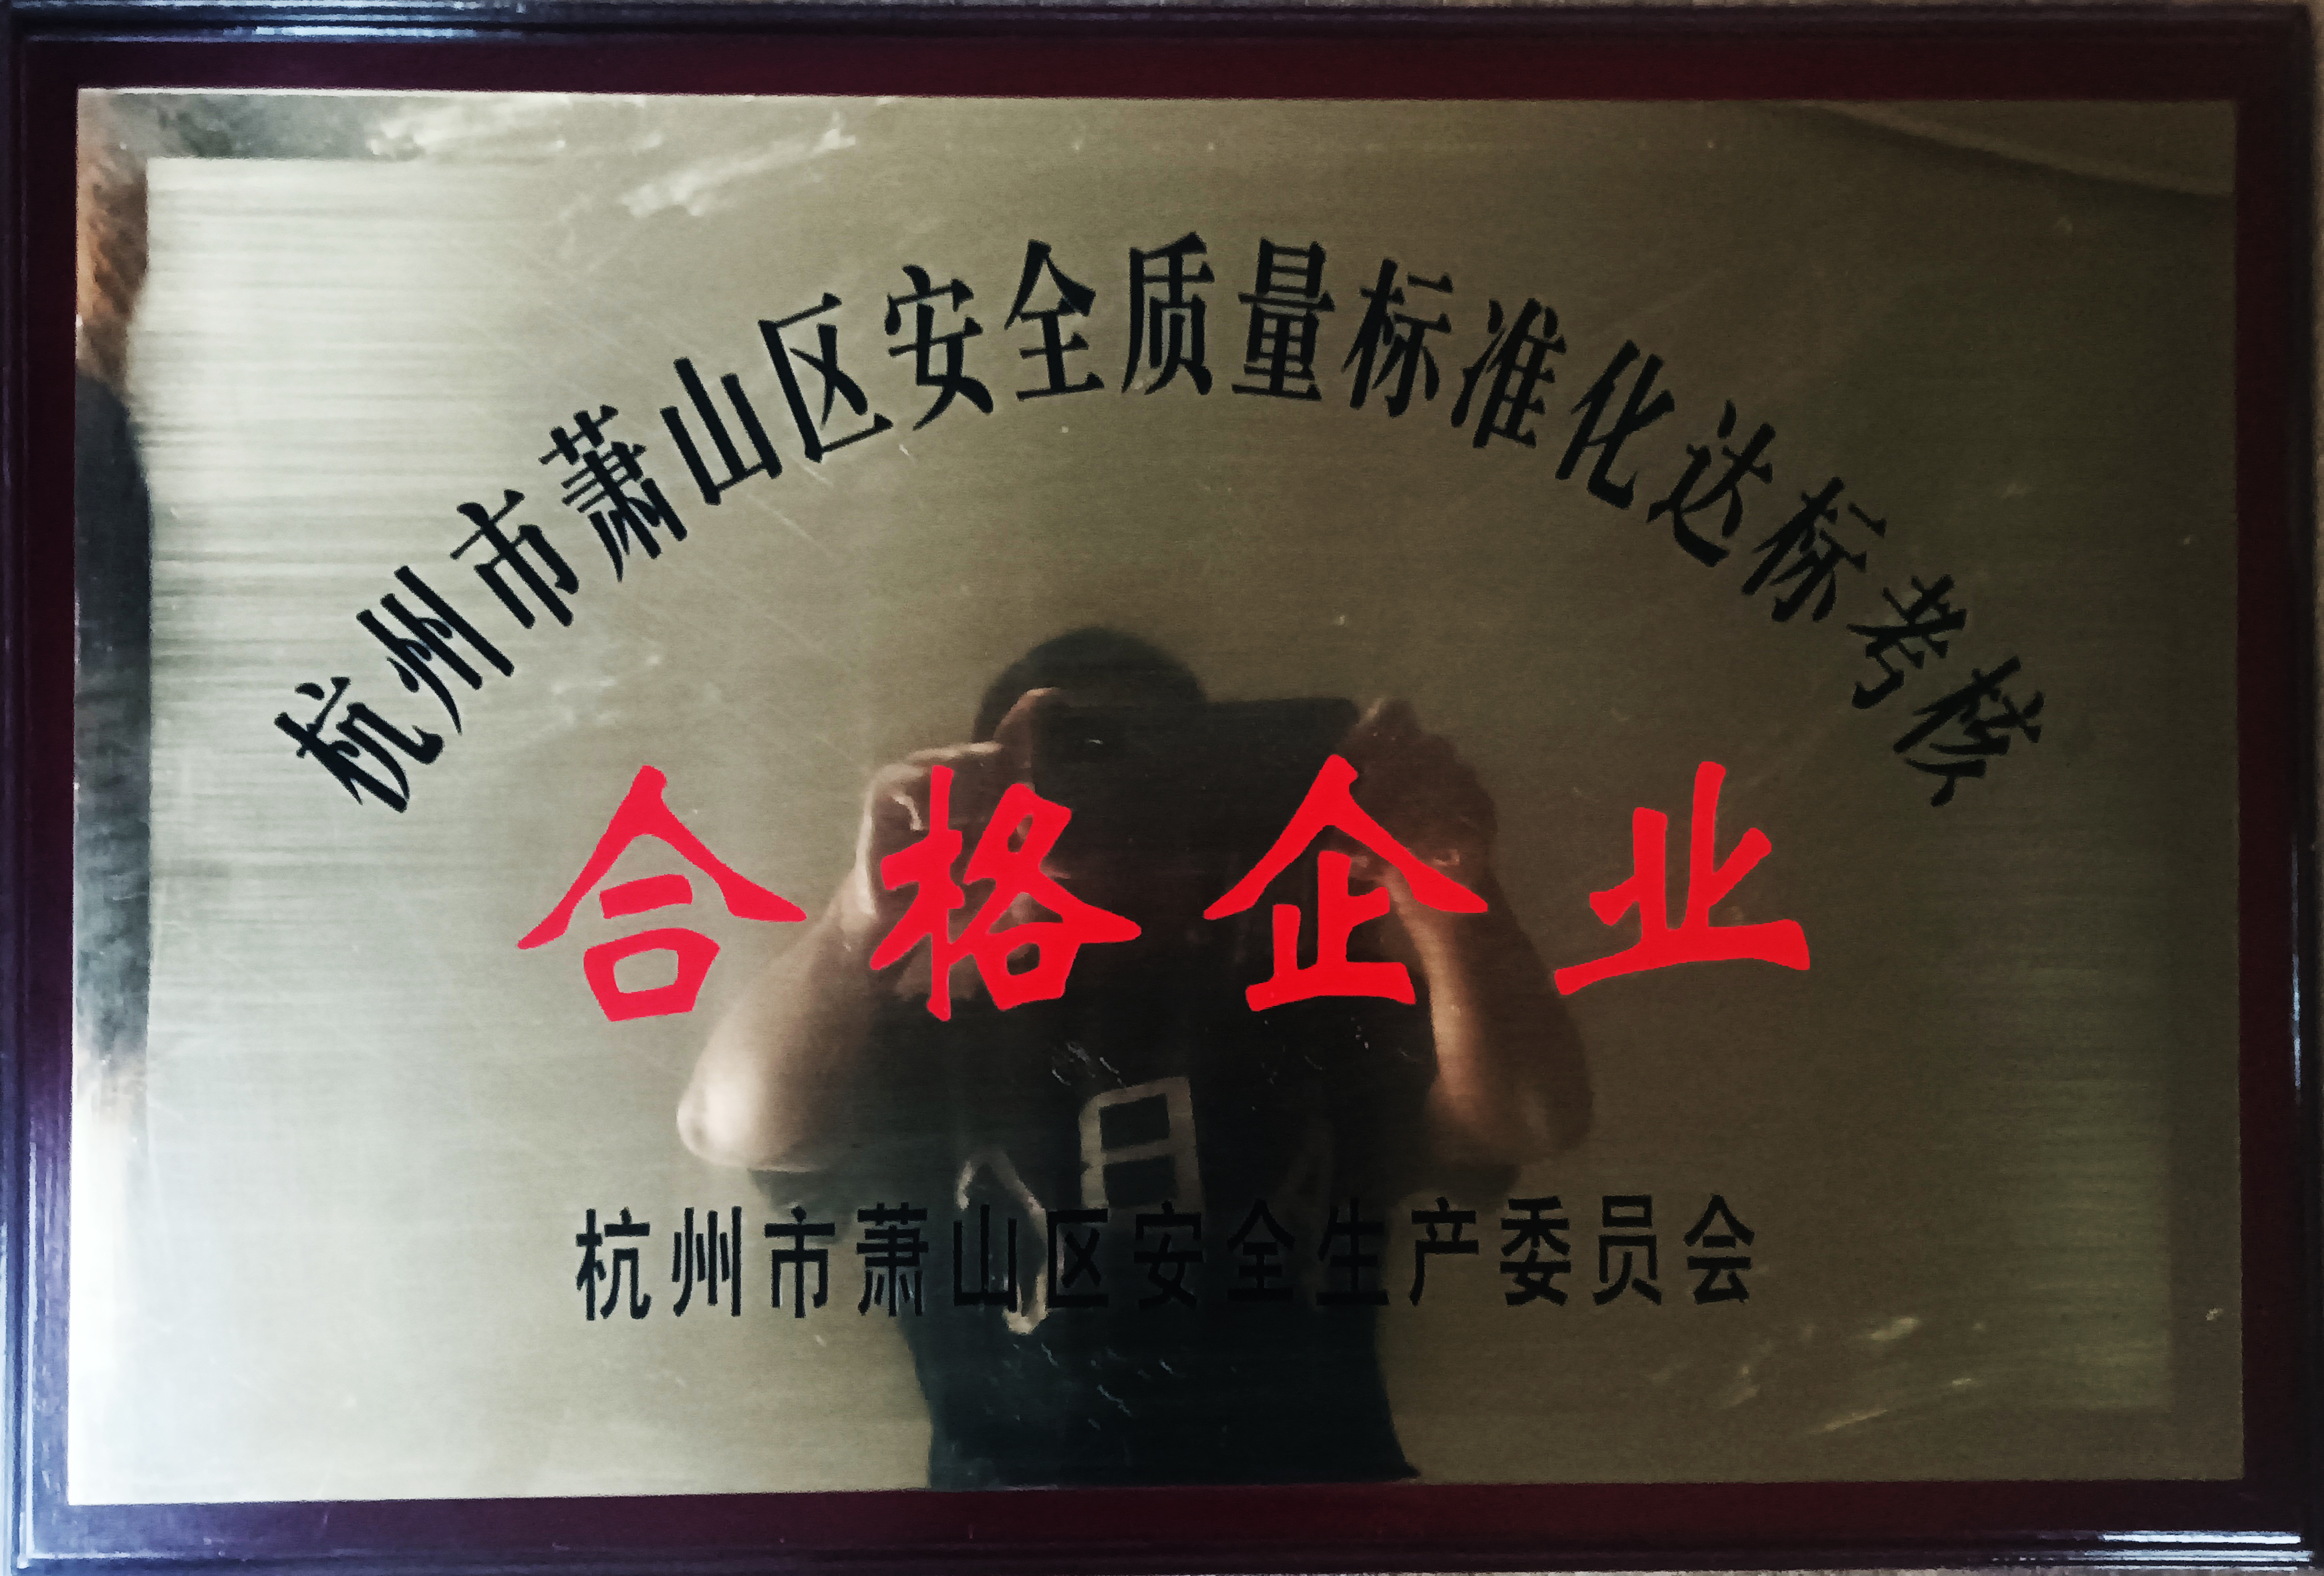 杭州市萧山区安全质量标准化达标考核
合格企业
杭州市萧山区安全生产委员会